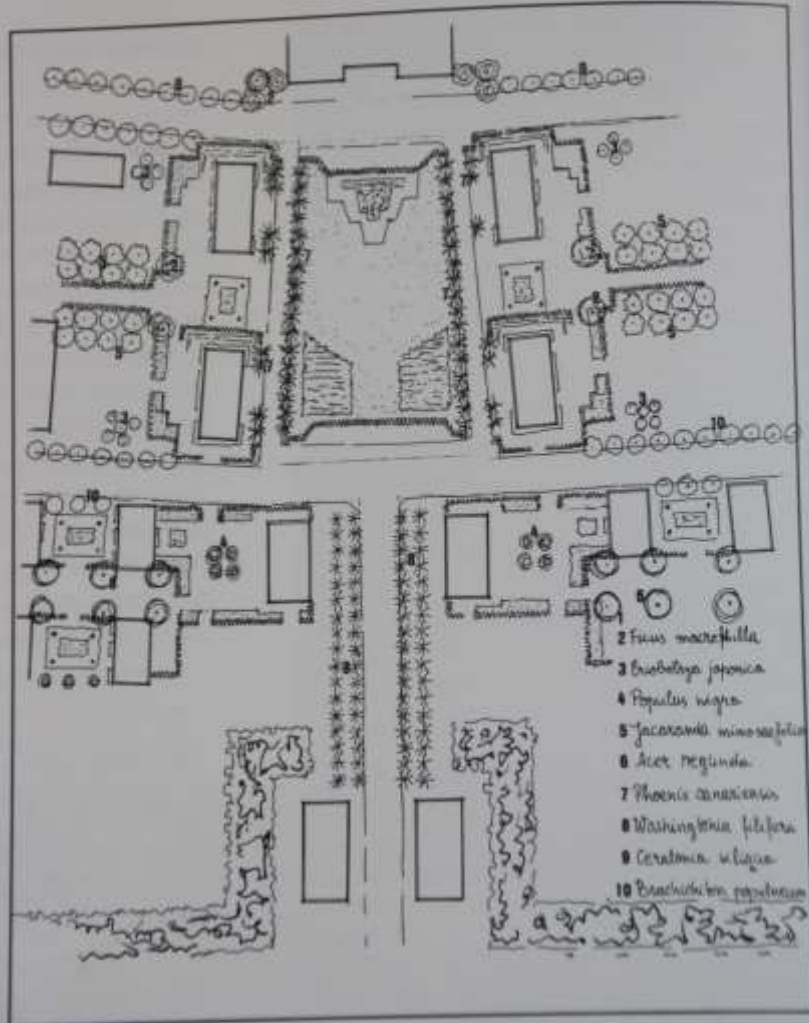 2 Ficus macrophilla
3 Eriobotrya japonica
4 Populus nigra
5 Jacaranda mimosaefolia
6 Acer negundo
7 Phoenix canariensis
8 Washingtonia filifera
9 Ceratonia siliqua
10 Brachichiton populneum